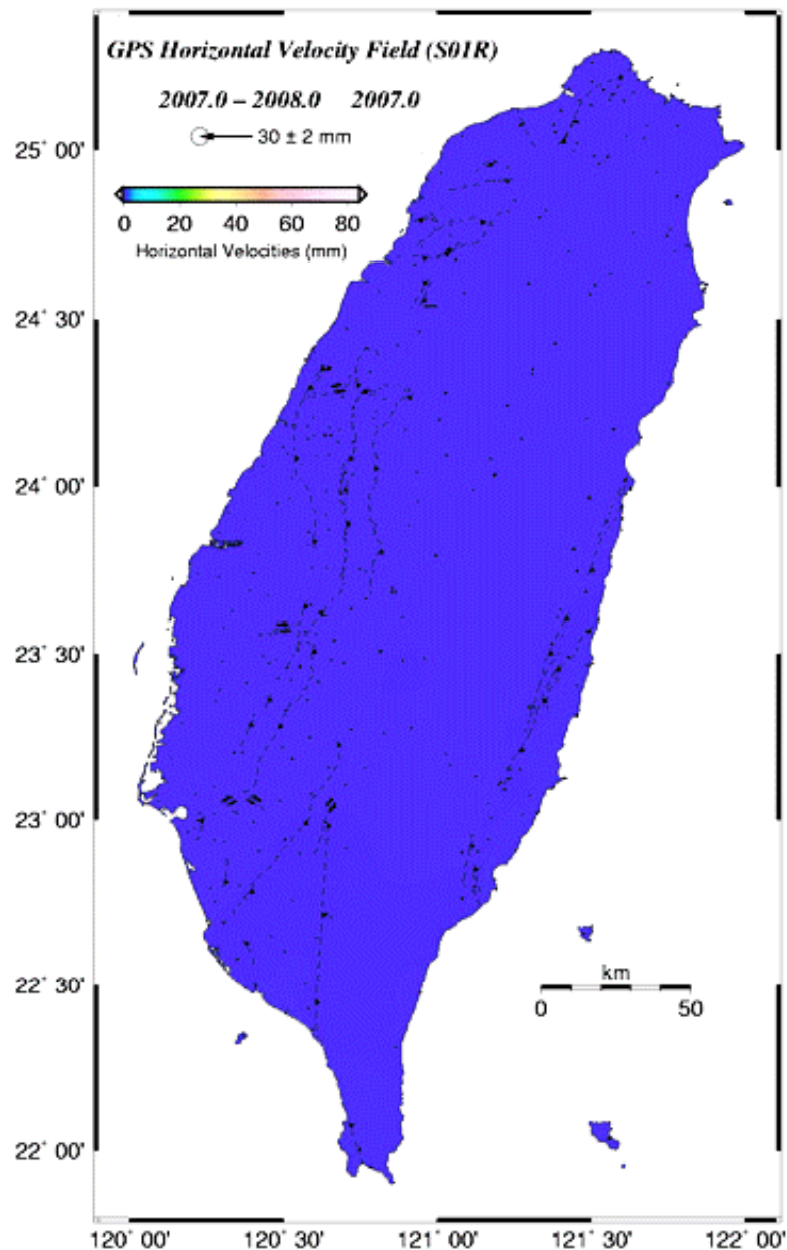 GPS Horizontal Velocity Field (S01R)
2007.0 – 2008.0 2007.0
30 ± 2 mm
0 20 40 60 80
Horizontal Velocities (mm)
25° 00'
24° 30'
24° 00'
23° 30'
23° 00'
22° 30'
22° 00'
km
0 50
120° 00' 120° 30' 121° 00' 121° 30' 122° 00'